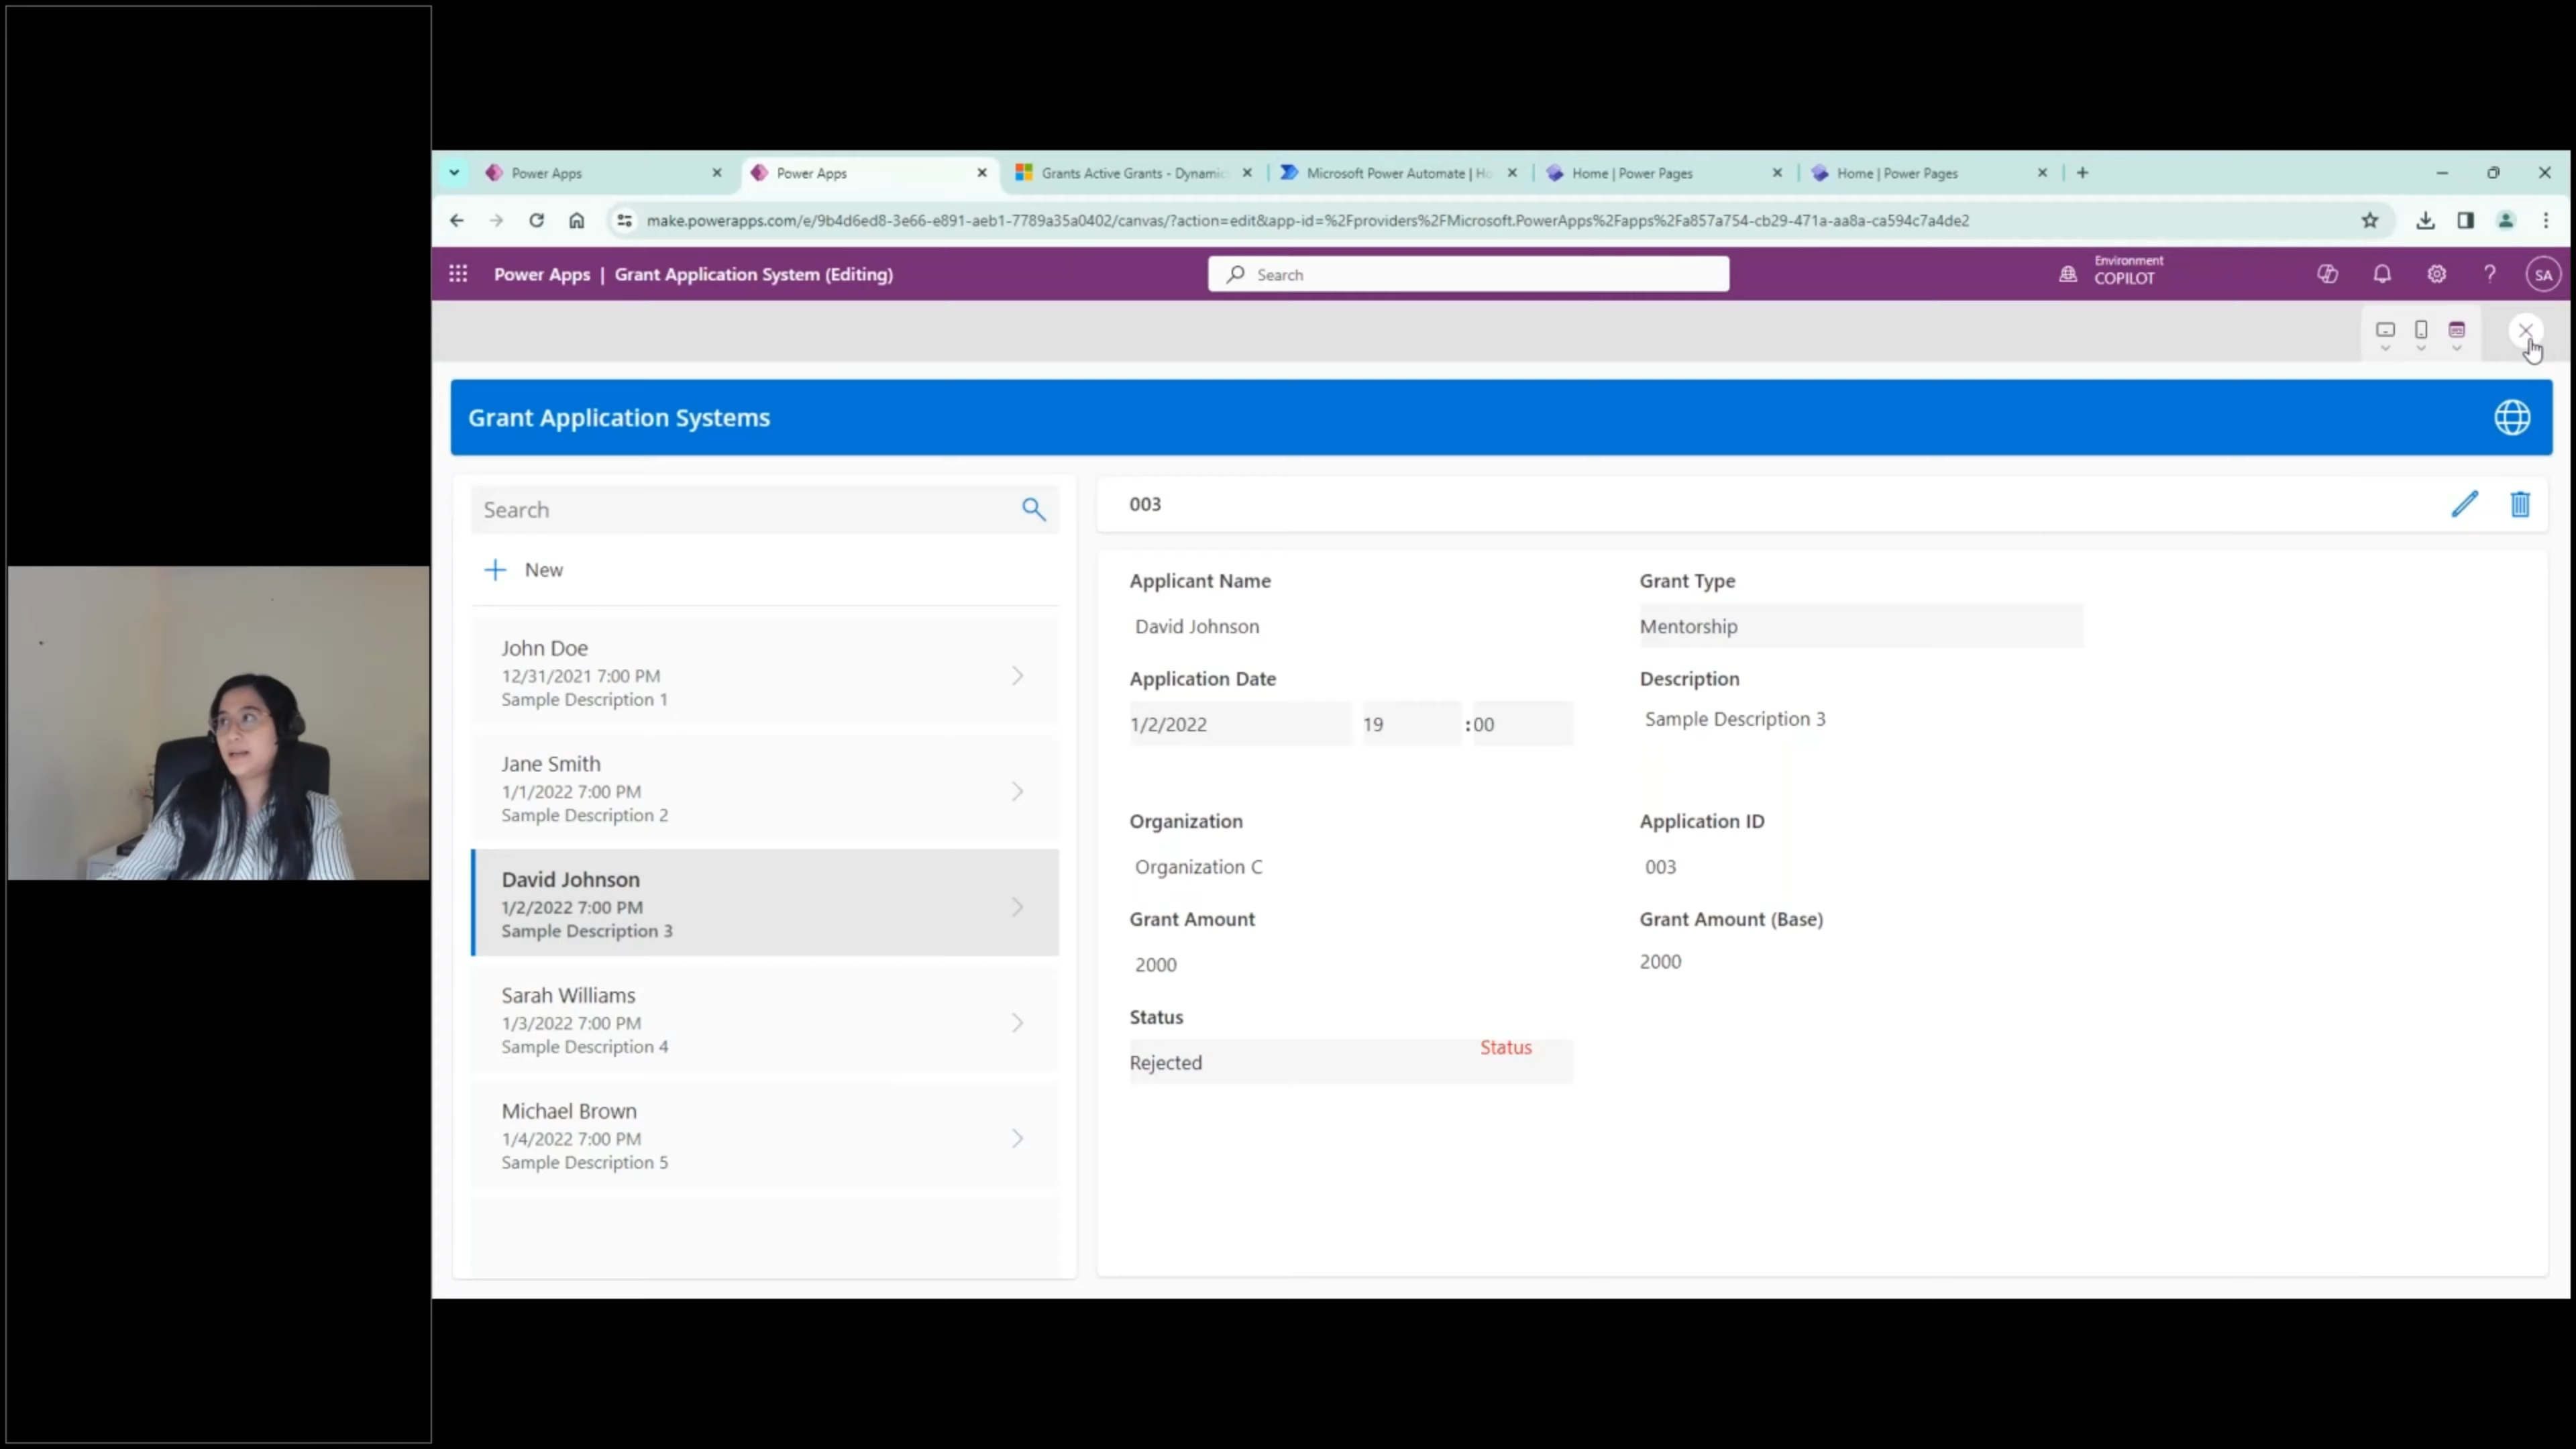 Power Apps
Power Apps
Grants Active Grants - Dynamic
Microsoft Power Automate | Ho
Home | Power Pages
Home | Power Pages
make.powerapps.com/e/9b4d6ed8-3e66-e891-aeb1-7789a35a0402/canvas/?action=edit&app-id=%2Fproviders%2FMicrosoft.PowerApps%2Fapps%2Fa857a754-cb29-471a-aa8a-ca594c7a4de2
Power Apps | Grant Application System (Editing)
Search
Environment
COPILOT
SA
Grant Application Systems
Search
New
John Doe
12/31/2021 7:00 PM
Sample Description 1
Jane Smith
1/1/2022 7:00 PM
Sample Description 2
David Johnson
1/2/2022 7:00 PM
Sample Description 3
Sarah Williams
1/3/2022 7:00 PM
Sample Description 4
Michael Brown
1/4/2022 7:00 PM
Sample Description 5
003
Applicant Name
David Johnson
Grant Type
Mentorship
Application Date
1/2/2022 19 :00
Description
Sample Description 3
Organization
Organization C
Application ID
003
Grant Amount
2000
Grant Amount (Base)
2000
Status
Rejected
Status